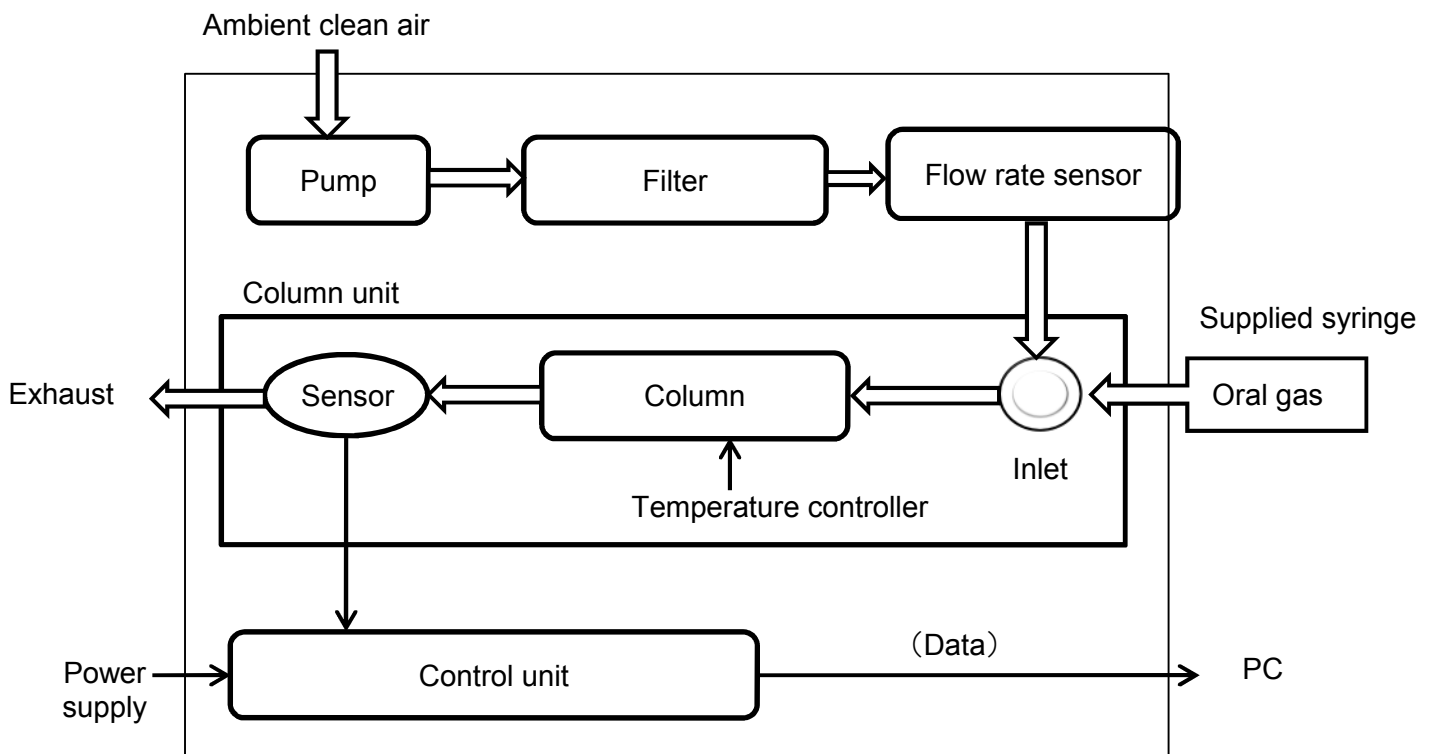 Ambient clean air
Pump
Filter
Flow rate sensor
Column unit
Supplied syringe
Exhaust
Sensor
Column
Oral gas
Inlet
Temperature controller
Power
supply
Control unit
（Data）
PC